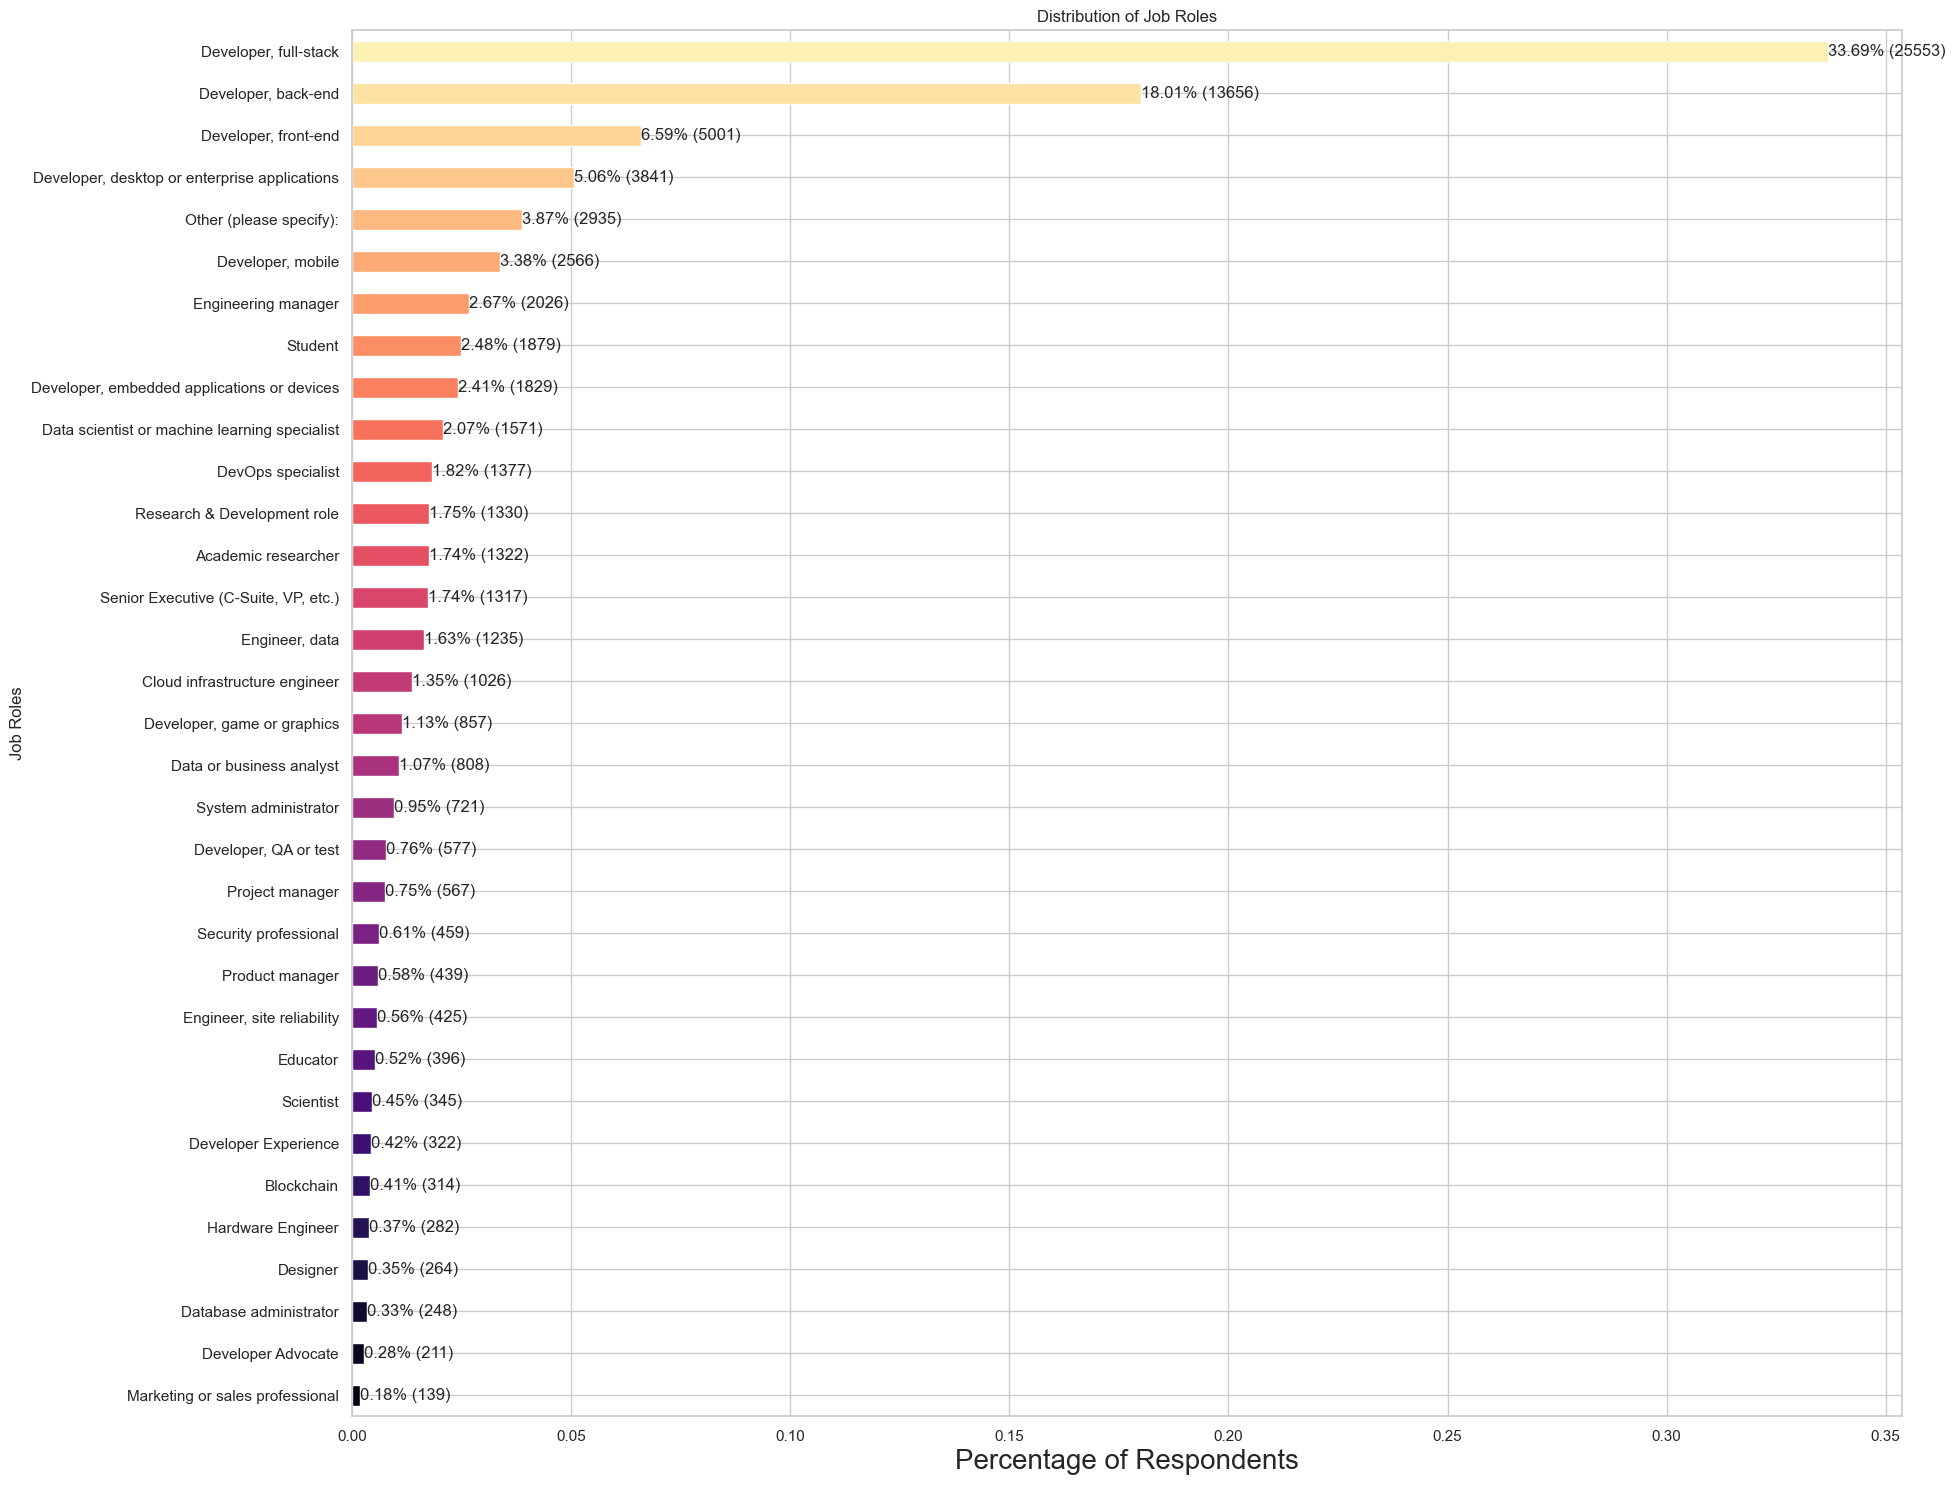 Distribution of Job Roles
Developer, full-stack 33.69% (25553)
Developer, back-end 18.01% (13656)
Developer, front-end 6.59% (5001)
Developer, desktop or enterprise applications 5.06% (3841)
Other (please specify): 3.87% (2935)
Developer, mobile 3.38% (2566)
Engineering manager 2.67% (2026)
Student 2.48% (1879)
Developer, embedded applications or devices 2.41% (1829)
Data scientist or machine learning specialist 2.07% (1571)
DevOps specialist 1.82% (1377)
Research & Development role 1.75% (1330)
Academic researcher 1.74% (1322)
Senior Executive (C-Suite, VP, etc.) 1.74% (1317)
Engineer, data 1.63% (1235)
Cloud infrastructure engineer 1.35% (1026)
Developer, game or graphics 1.13% (857)
Data or business analyst 1.07% (808)
System administrator 0.95% (721)
Developer, QA or test 0.76% (577)
Project manager 0.75% (567)
Security professional 0.61% (459)
Product manager 0.58% (439)
Engineer, site reliability 0.56% (425)
Educator 0.52% (396)
Scientist 0.45% (345)
Developer Experience 0.42% (322)
Blockchain 0.41% (314)
Hardware Engineer 0.37% (282)
Designer 0.35% (264)
Database administrator 0.33% (248)
Developer Advocate 0.28% (211)
Marketing or sales professional 0.18% (139)
Job Roles
0.00 0.05 0.10 0.15 0.20 0.25 0.30 0.35
Percentage of Respondents